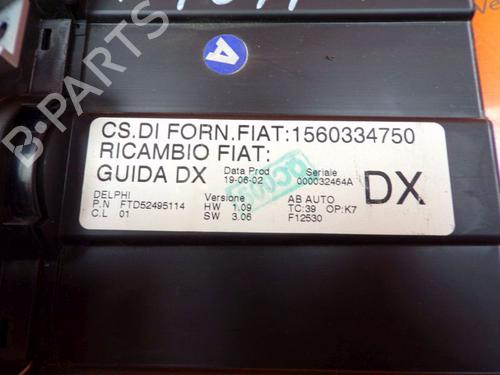 A
B-PARTS
CS.DI FORN.FIAT:1560334750
RICAMBIO FIAT:
GUIDA DX Data Prod 19-06-02 Seriale 000032464A DX
DELPHI Versione AB AUTO
P.N FTD52495114 HW 1.09 TC:39 OP:K7
C.L 01 SW 3.06 F12530